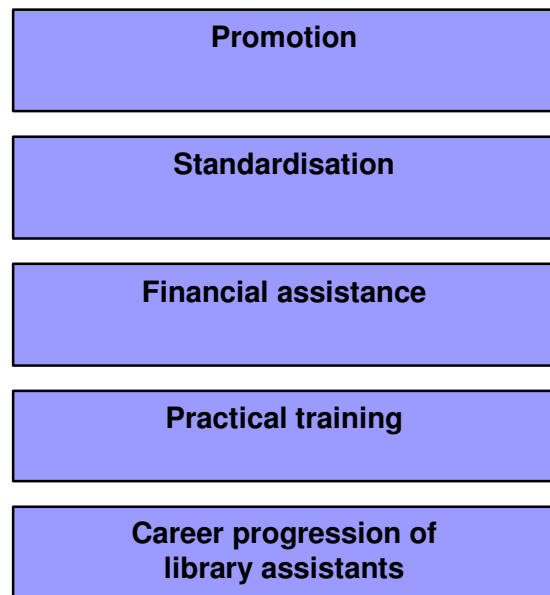 Promotion
Standardisation
Financial assistance
Practical training
Career progression of
library assistants